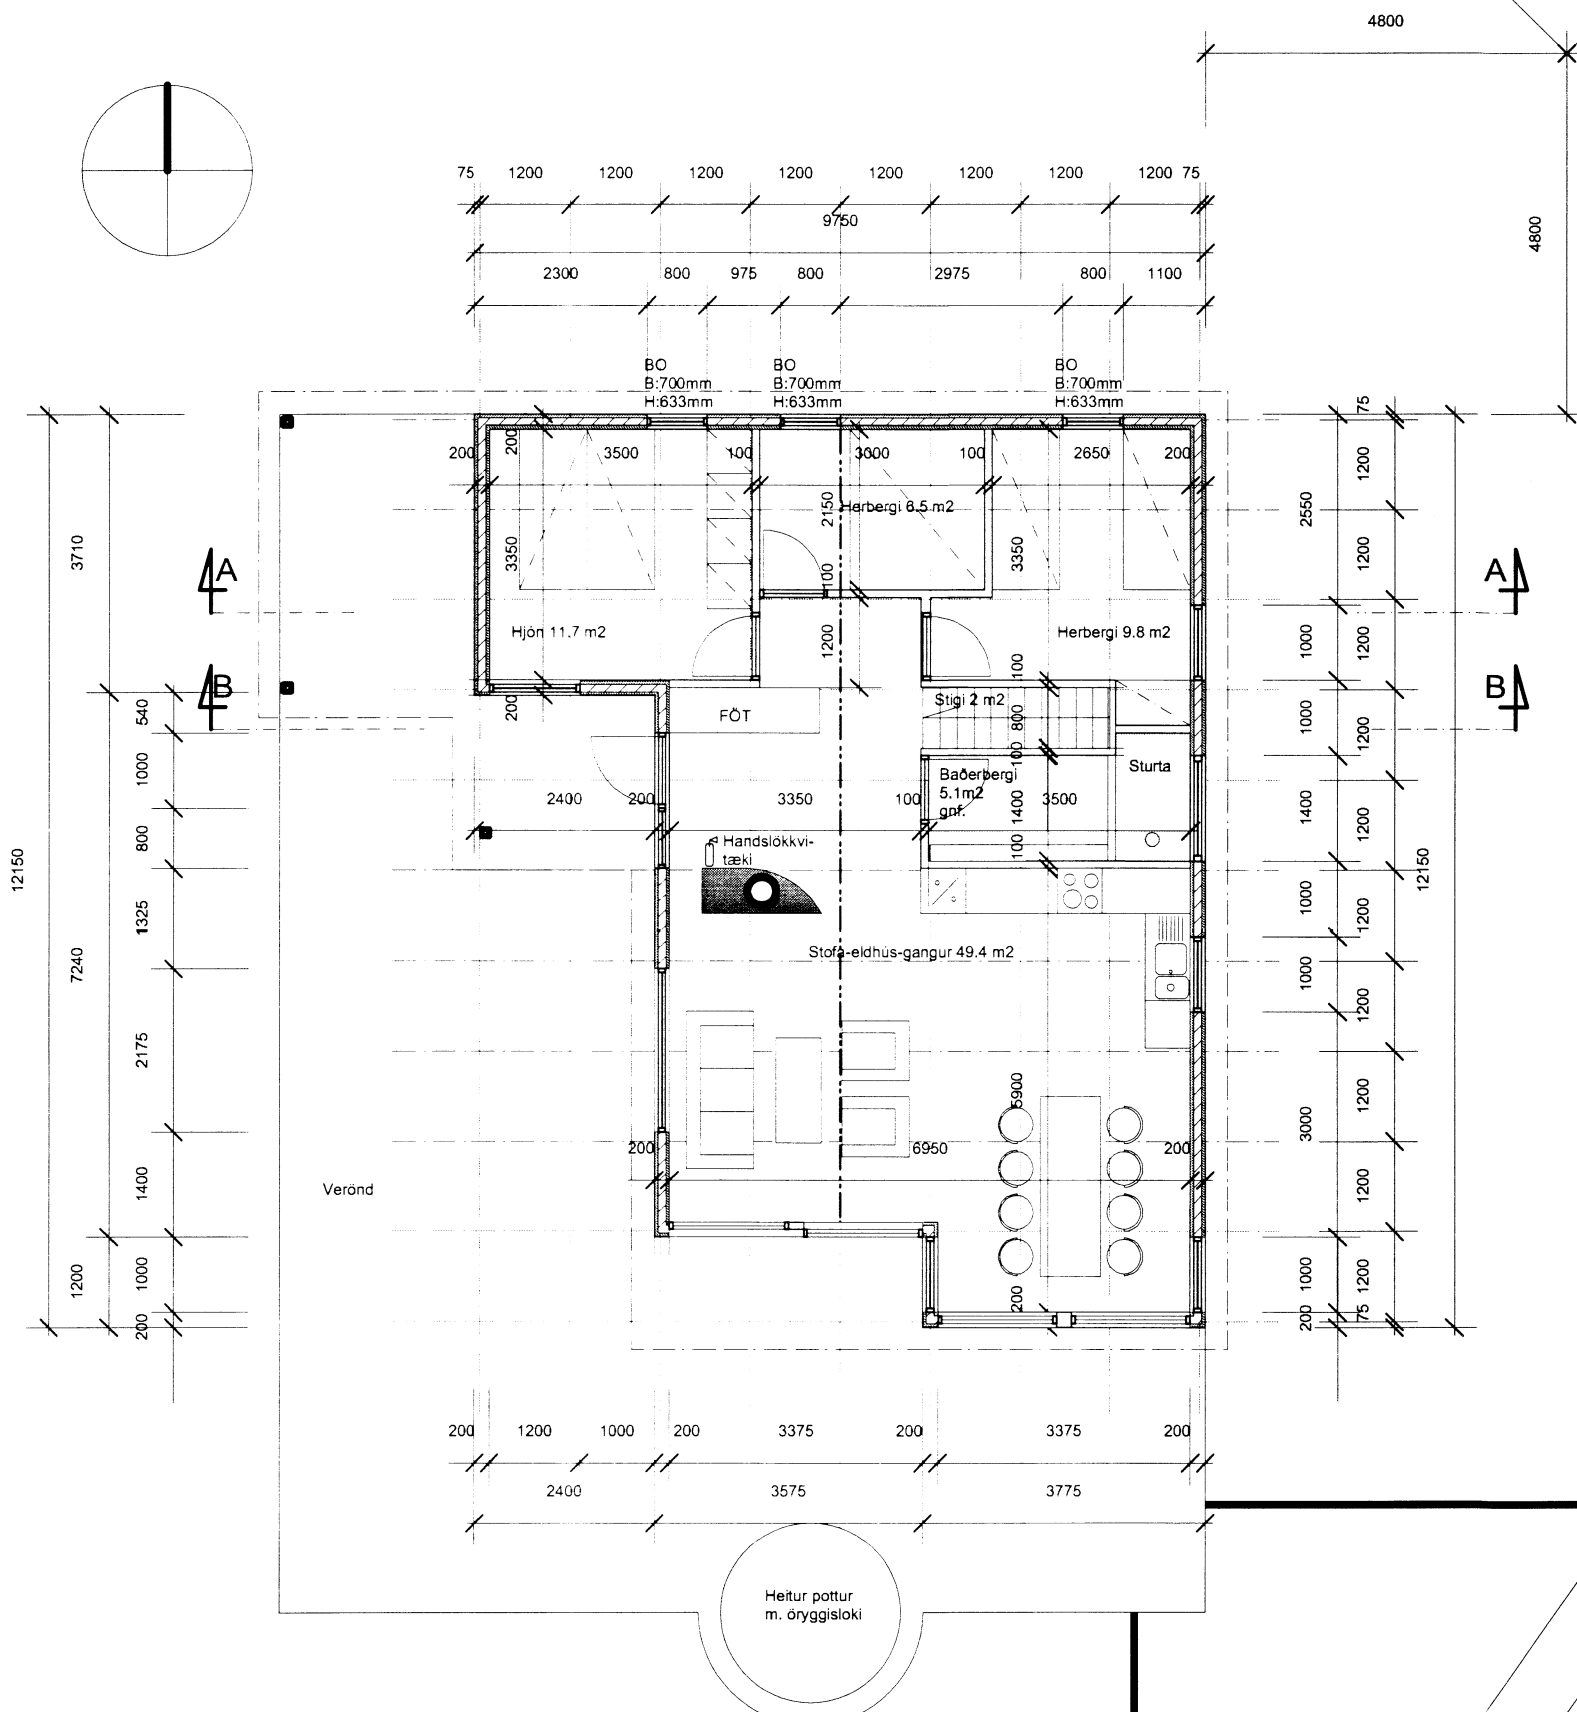 4800
4800
75 1200 1200 1200 1200 1200 1200 1200 1200 75
9750
2300 800 975 800 2975 800 1100
BO BO BO
B:700mm B:700mm B:700mm
H:633mm H:633mm H:633mm
200 200 3500 100 3000 100 2650 200
2150
Herbergi 6.5 m2
3350 3350
100
Hjón 11.7 m2
1200
Herbergi 9.8 m2
100
A A
B B
200
FÖT
Stigi 2 m2
800
100
Baðerbergi
5.1m2
gnf.
Sturta
2400 200 3350 100 1400 3500
100
Handslökkvi-
tæki
Stofa-eldhús-gangur 49.4 m2
5900
200 6950 200
Verönd
200
12150
3710
7240
1200
540
1000
800
1325
2175
1400
1000
200
2550
1000
1000
1400
1000
1000
3000
1000
200
75
1200
1200
1200
1200
1200
1200
1200
1200
1200
1200
75
12150
200 1200 1000 200 3375 200 3375 200
2400 3575 3775
Heitur pottur
m. öryggisloki